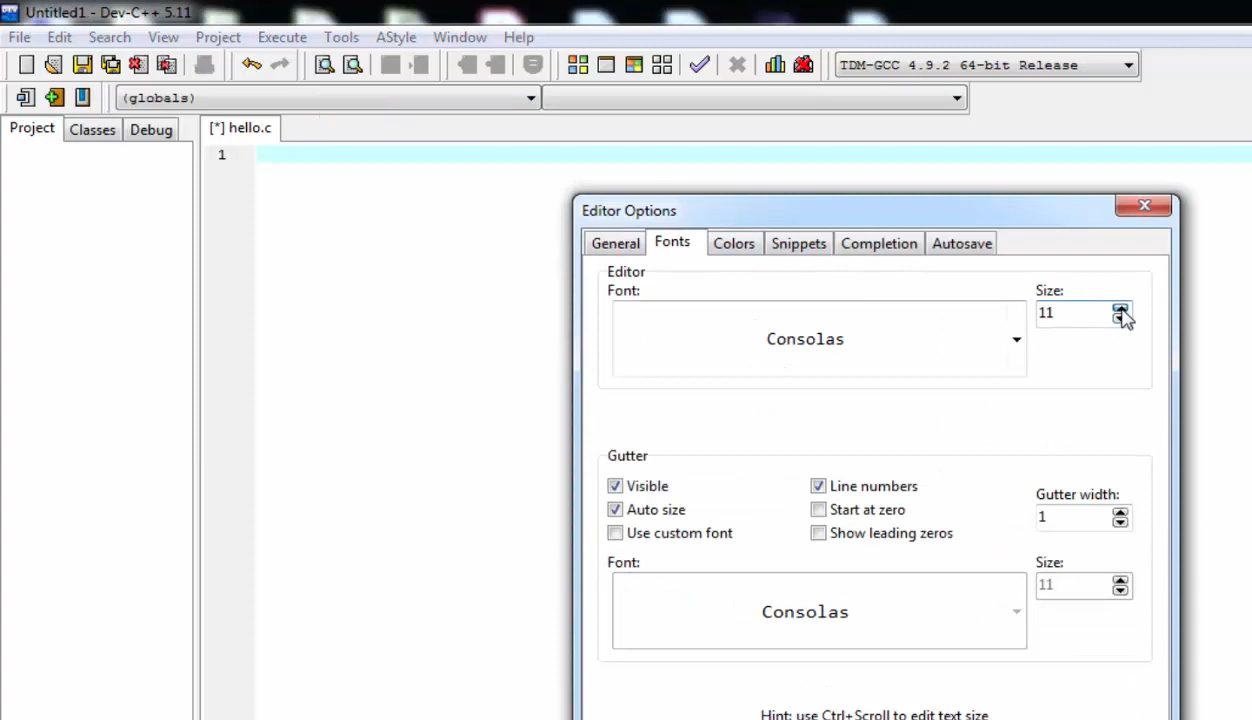 Untitled1 - Dev-C++ 5.11
File Edit Search View Project Execute Tools AStyle Window Help
TDM-GCC 4.9.2 64-bit Release
(globals)
Project Classes Debug [*] hello.c
1
Editor Options
General Fonts Colors Snippets Completion Autosave
Editor
Font: Size:
Consolas 11
Gutter
Visible Line numbers Gutter width:
Auto size Start at zero 1
Use custom font Show leading zeros
Font: Size:
Consolas 11
Hint: use Ctrl+Scroll to edit text size